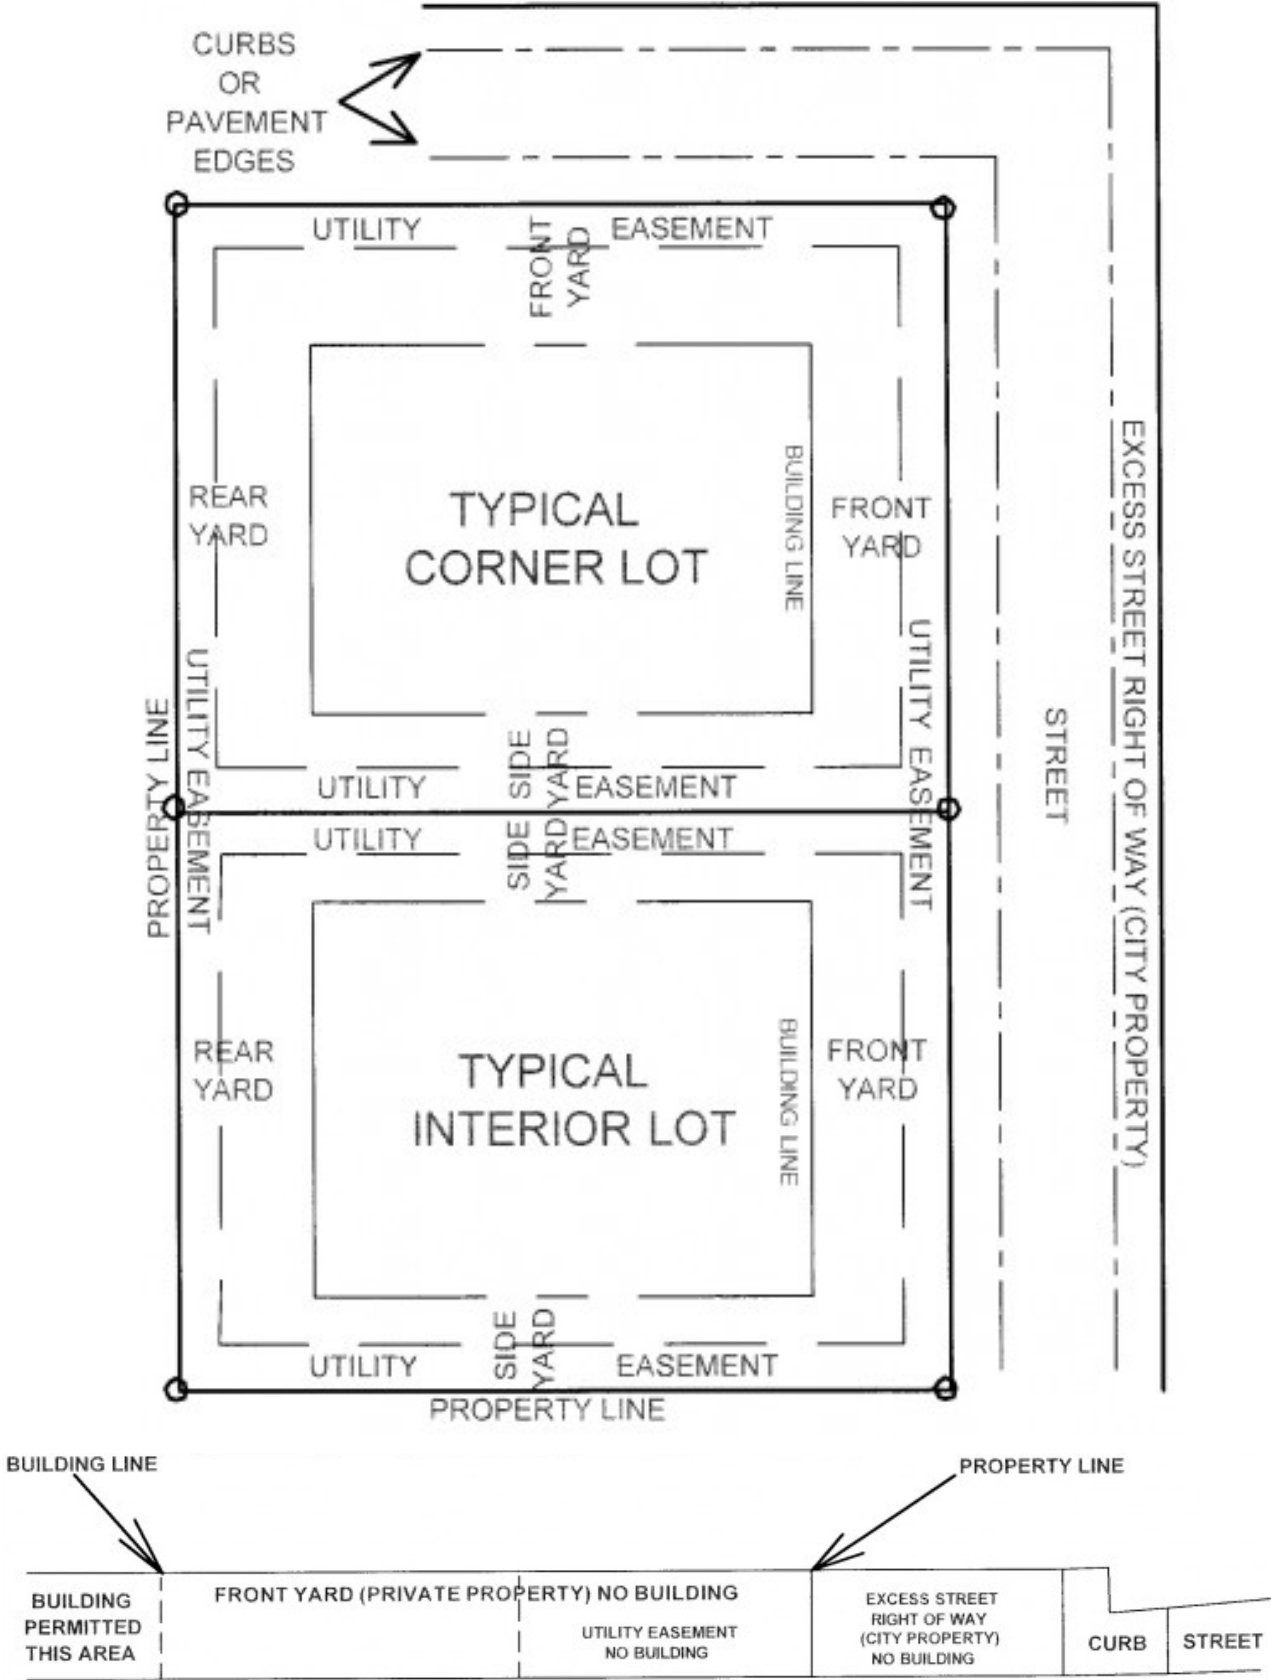 CURBS
OR
PAVEMENT
EDGES
UTILITY EASEMENT
FRONT
YARD
REAR
YARD
TYPICAL
CORNER LOT
BUILDING LINE
FRONT
YARD
EXCESS STREET RIGHT OF WAY (CITY PROPERTY)
STREET
PROPERTY LINE
UTILITY EASEMENT
UTILITY EASEMENT
SIDE
YARD
UTILITY EASEMENT
SIDE
YARD
UTILITY EASEMENT
REAR
YARD
TYPICAL
INTERIOR LOT
BUILDING LINE
FRONT
YARD
SIDE
YARD
UTILITY EASEMENT
PROPERTY LINE
BUILDING LINE
PROPERTY LINE
BUILDING
PERMITTED
THIS AREA
FRONT YARD (PRIVATE PROPERTY) NO BUILDING
UTILITY EASEMENT
NO BUILDING
EXCESS STREET
RIGHT OF WAY
(CITY PROPERTY)
NO BUILDING
CURB
STREET